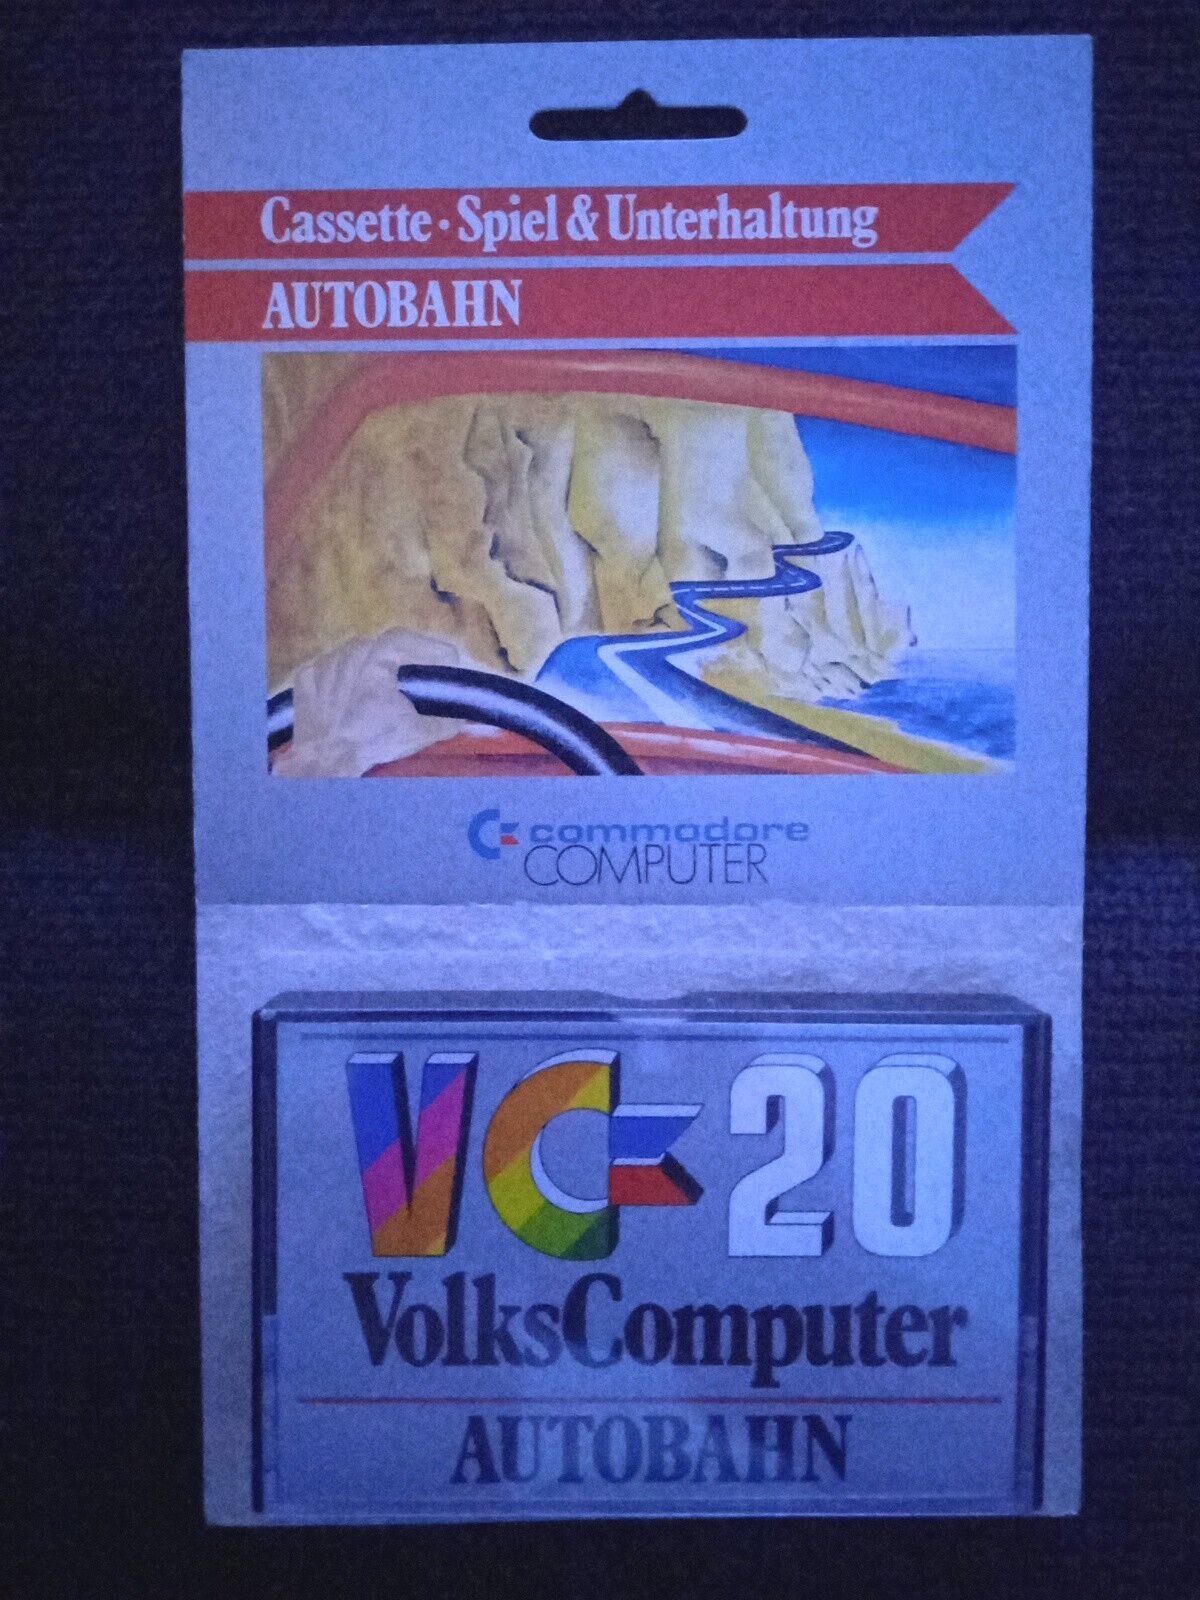 Cassette · Spiel & Unterhaltung
AUTOBAHN
commodore
COMPUTER
VC 20
VolksComputer
AUTOBAHN